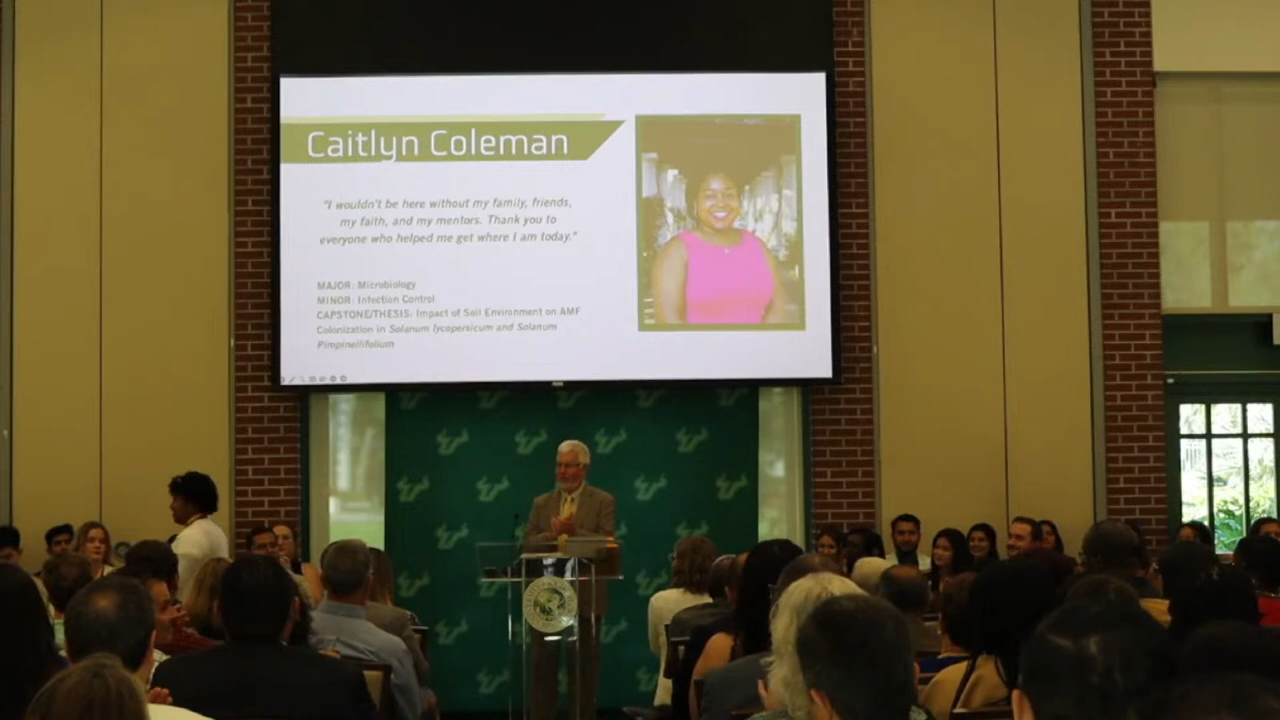 Caitlyn Coleman
"I wouldn't be here without my family, friends,
my faith, and my mentors. Thank you to
everyone who helped me get where I am today."
MAJOR: Microbiology
MINOR: Infection Control
CAPSTONE/THESIS: Impact of Soil Environment on AMF
Colonization in Solanum lycopersicum and Solanum
Pimpinellifolium